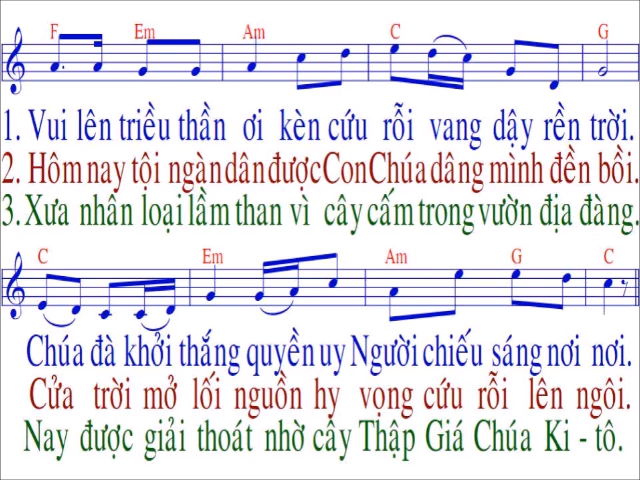 F Em Am C G
1. Vui lên triều thần ơi kèn cứu rỗi vang dậy rền trời.
2. Hôm nay tội ngàn dân được Con Chúa dâng mình đền bồi.
3. Xưa nhân loại lầm than vì cây cấm trong vườn địa đàng.
C Em Am G C
Chúa đà khởi thắng quyền uy Người chiếu sáng nơi nơi.
Cửa trời mở lối nguồn hy vọng cứu rỗi lên ngôi.
Nay được giải thoát nhờ cây Thập Giá Chúa Ki - tô.